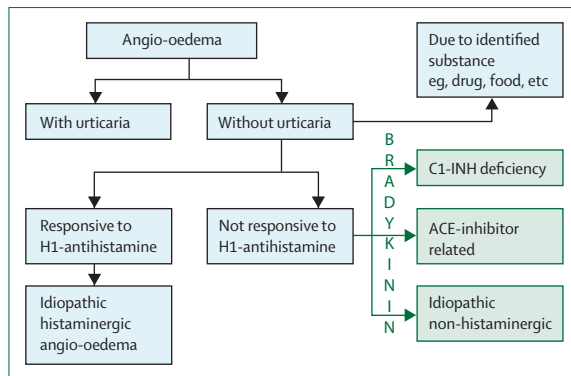 Angio-oedema
Due to identified
substance
eg, drug, food, etc
With urticaria
Without urticaria
BRADYKININ
C1-INH deficiency
Responsive to
H1-antihistamine
Not responsive to
H1-antihistamine
ACE-inhibitor
related
Idiopathic
histaminergic
angio-oedema
Idiopathic
non-histaminergic